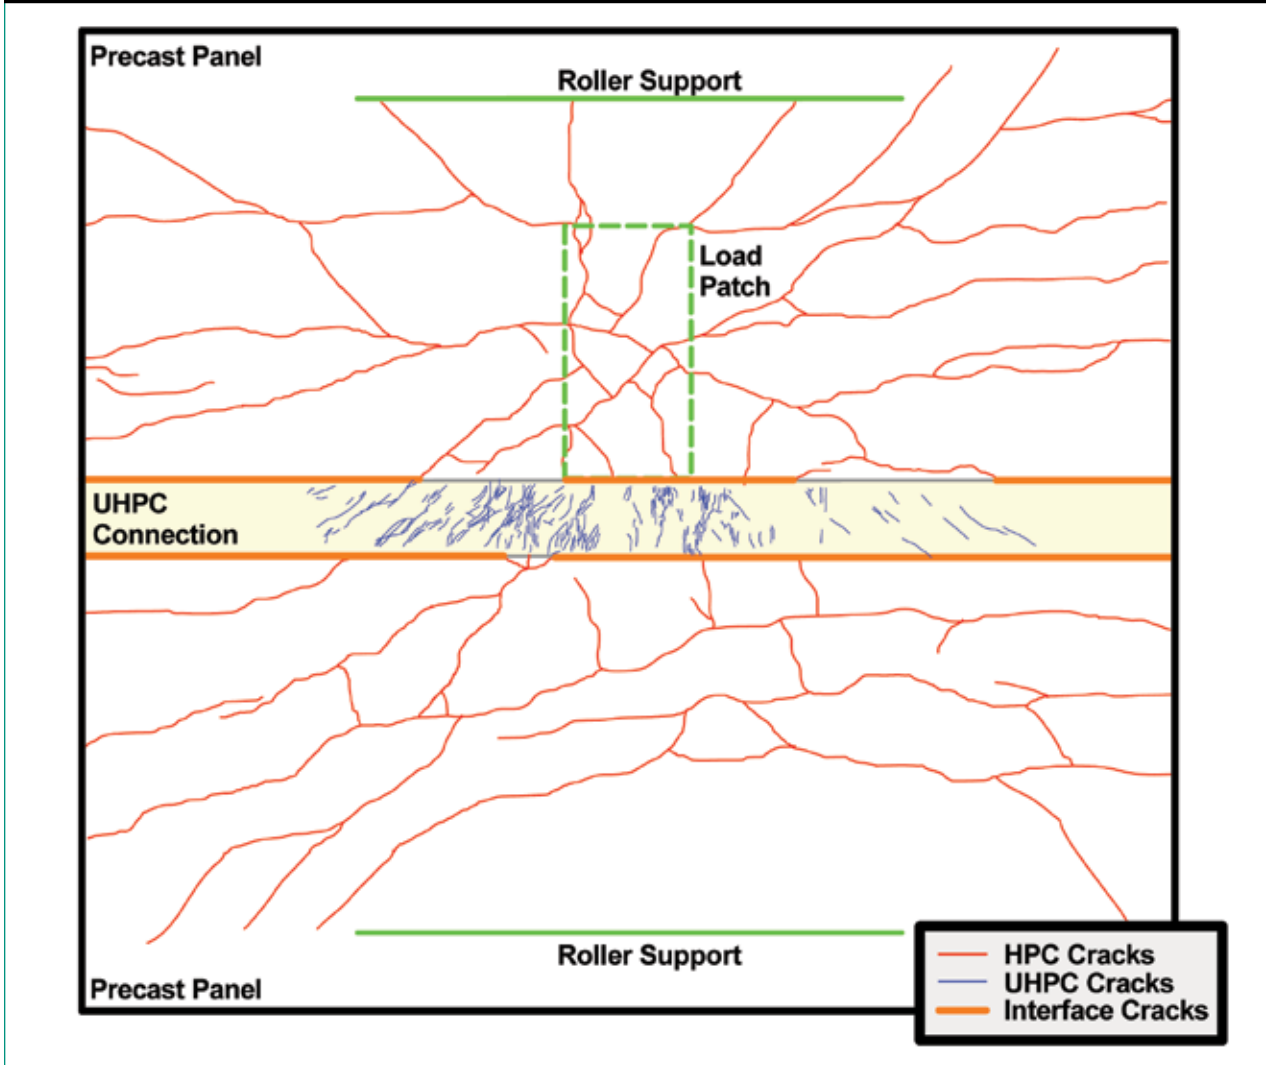 Precast Panel
Roller Support
Load
Patch
UHPC
Connection
Roller Support
Precast Panel
HPC Cracks
UHPC Cracks
Interface Cracks